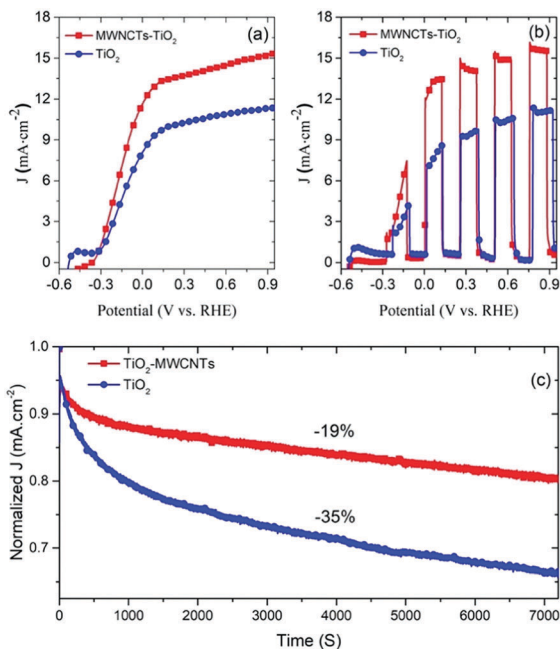 18
15
12
9
6
3
0
J (mA·cm⁻²)
MWNCTs-TiO₂
TiO₂
(a)
-0.6 -0.3 0.0 0.3 0.6 0.9
Potential (V vs. RHE)
18
15
12
9
6
3
0
J (mA·cm⁻²)
MWNCTs-TiO₂
TiO₂
(b)
-0.6 -0.3 0.0 0.3 0.6 0.9
Potential (V vs. RHE)
1.0
0.9
0.8
0.7
Normalized J (mA.cm⁻²)
TiO₂-MWCNTs
TiO₂
(c)
-19%
-35%
0 1000 2000 3000 4000 5000 6000 7000
Time (S)